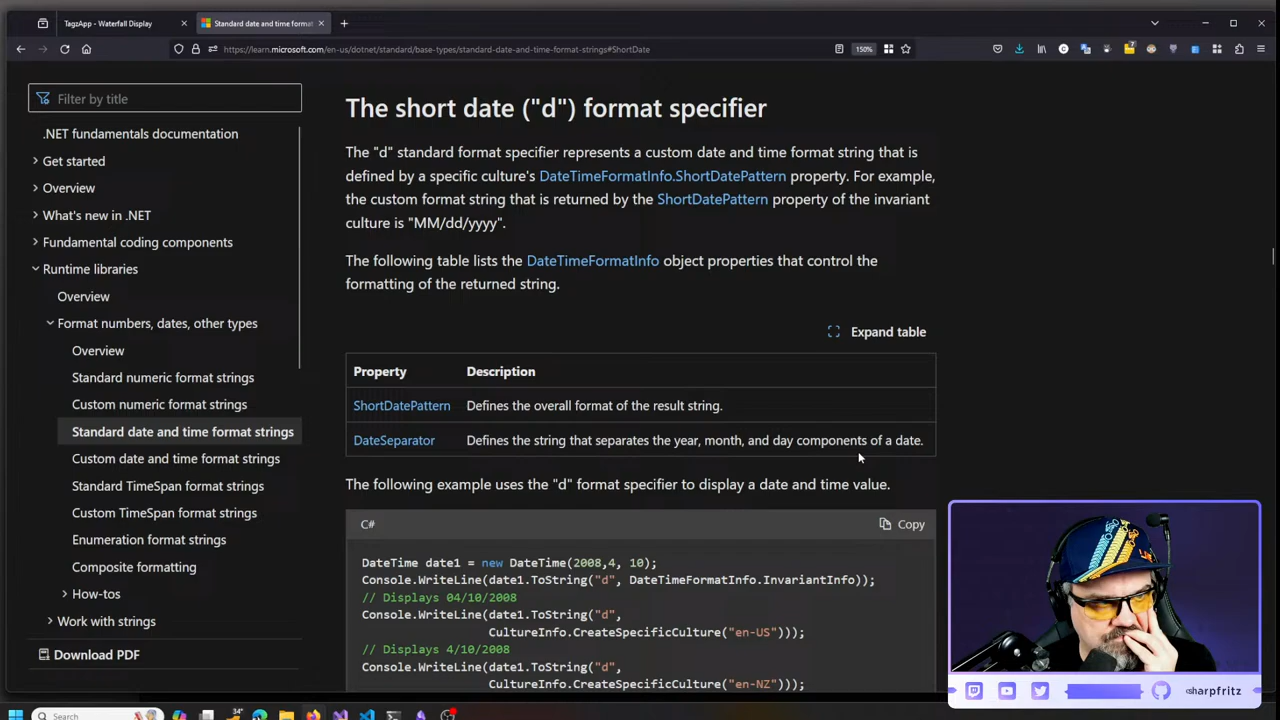 TagzApp - Waterfall Display
Standard date and time format
https://learn.microsoft.com/en-us/dotnet/standard/base-types/standard-date-and-time-format-strings#ShortDate
150%
Filter by title
.NET fundamentals documentation
Get started
Overview
What's new in .NET
Fundamental coding components
Runtime libraries
Overview
Format numbers, dates, other types
Overview
Standard numeric format strings
Custom numeric format strings
Standard date and time format strings
Custom date and time format strings
Standard TimeSpan format strings
Custom TimeSpan format strings
Enumeration format strings
Composite formatting
How-tos
Work with strings
Download PDF
The short date ("d") format specifier
The "d" standard format specifier represents a custom date and time format string that is
defined by a specific culture's DateTimeFormatInfo.ShortDatePattern property. For example,
the custom format string that is returned by the ShortDatePattern property of the invariant
culture is "MM/dd/yyyy".
The following table lists the DateTimeFormatInfo object properties that control the
formatting of the returned string.
Expand table
Property Description
ShortDatePattern Defines the overall format of the result string.
DateSeparator Defines the string that separates the year, month, and day components of a date.
The following example uses the "d" format specifier to display a date and time value.
C# Copy
DateTime date1 = new DateTime(2008,4, 10);
Console.WriteLine(date1.ToString("d", DateTimeFormatInfo.InvariantInfo));
// Displays 04/10/2008
Console.WriteLine(date1.ToString("d",
CultureInfo.CreateSpecificCulture("en-US")));
// Displays 4/10/2008
Console.WriteLine(date1.ToString("d",
CultureInfo.CreateSpecificCulture("en-NZ")));
csharpfritz
Search
34°